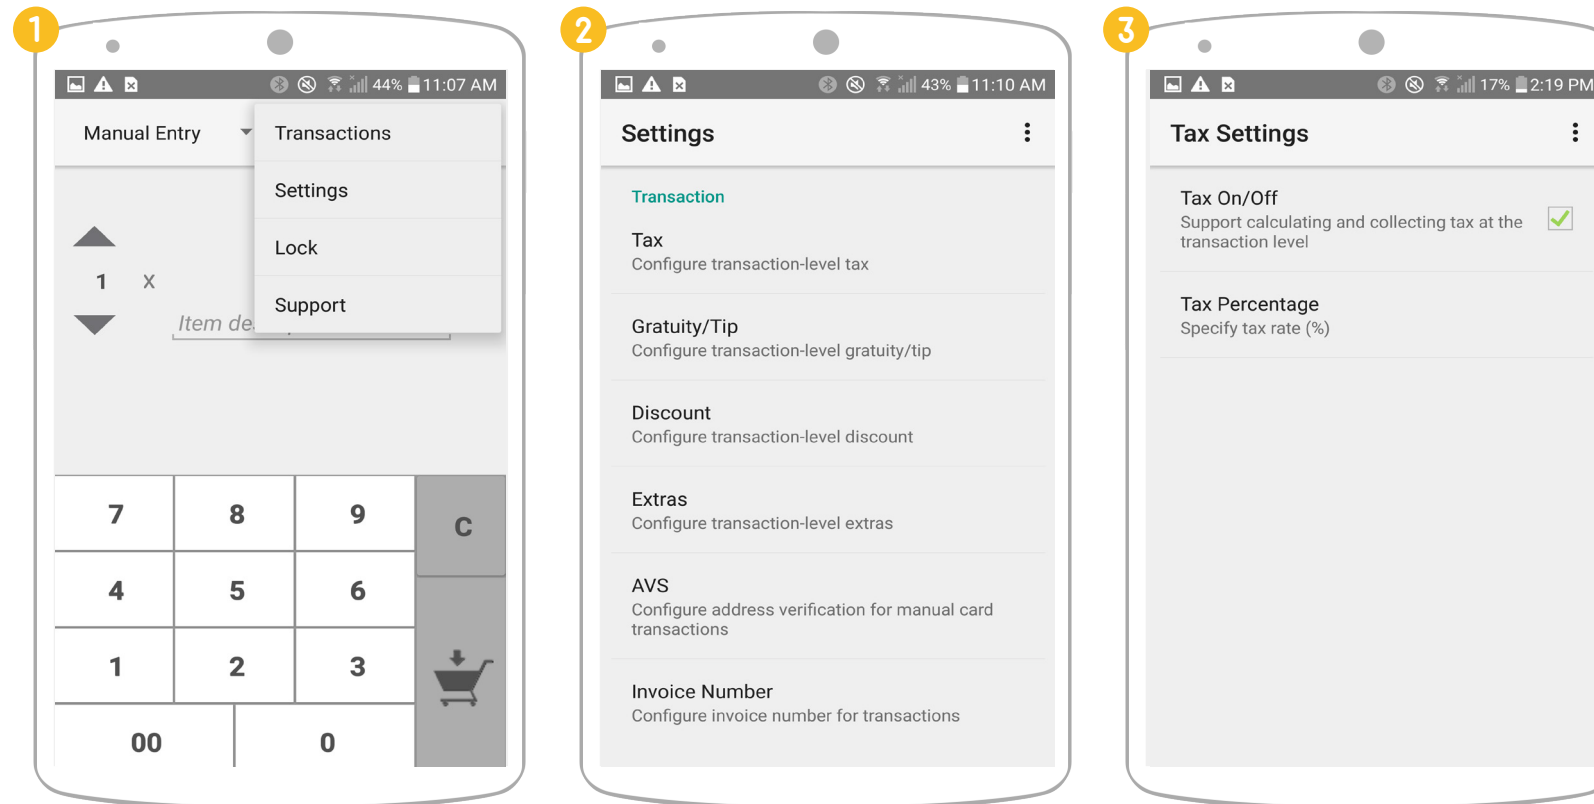 1
44% 11:07 AM
Manual Entry
Transactions
Settings
Lock
Support
1 x
Item de
7 8 9 C
4 5 6
1 2 3
00 0
2
43% 11:10 AM
Settings
Transaction
Tax
Configure transaction-level tax
Gratuity/Tip
Configure transaction-level gratuity/tip
Discount
Configure transaction-level discount
Extras
Configure transaction-level extras
AVS
Configure address verification for manual card
transactions
Invoice Number
Configure invoice number for transactions
3
17% 2:19 PM
Tax Settings
Tax On/Off
Support calculating and collecting tax at the
transaction level
Tax Percentage
Specify tax rate (%)